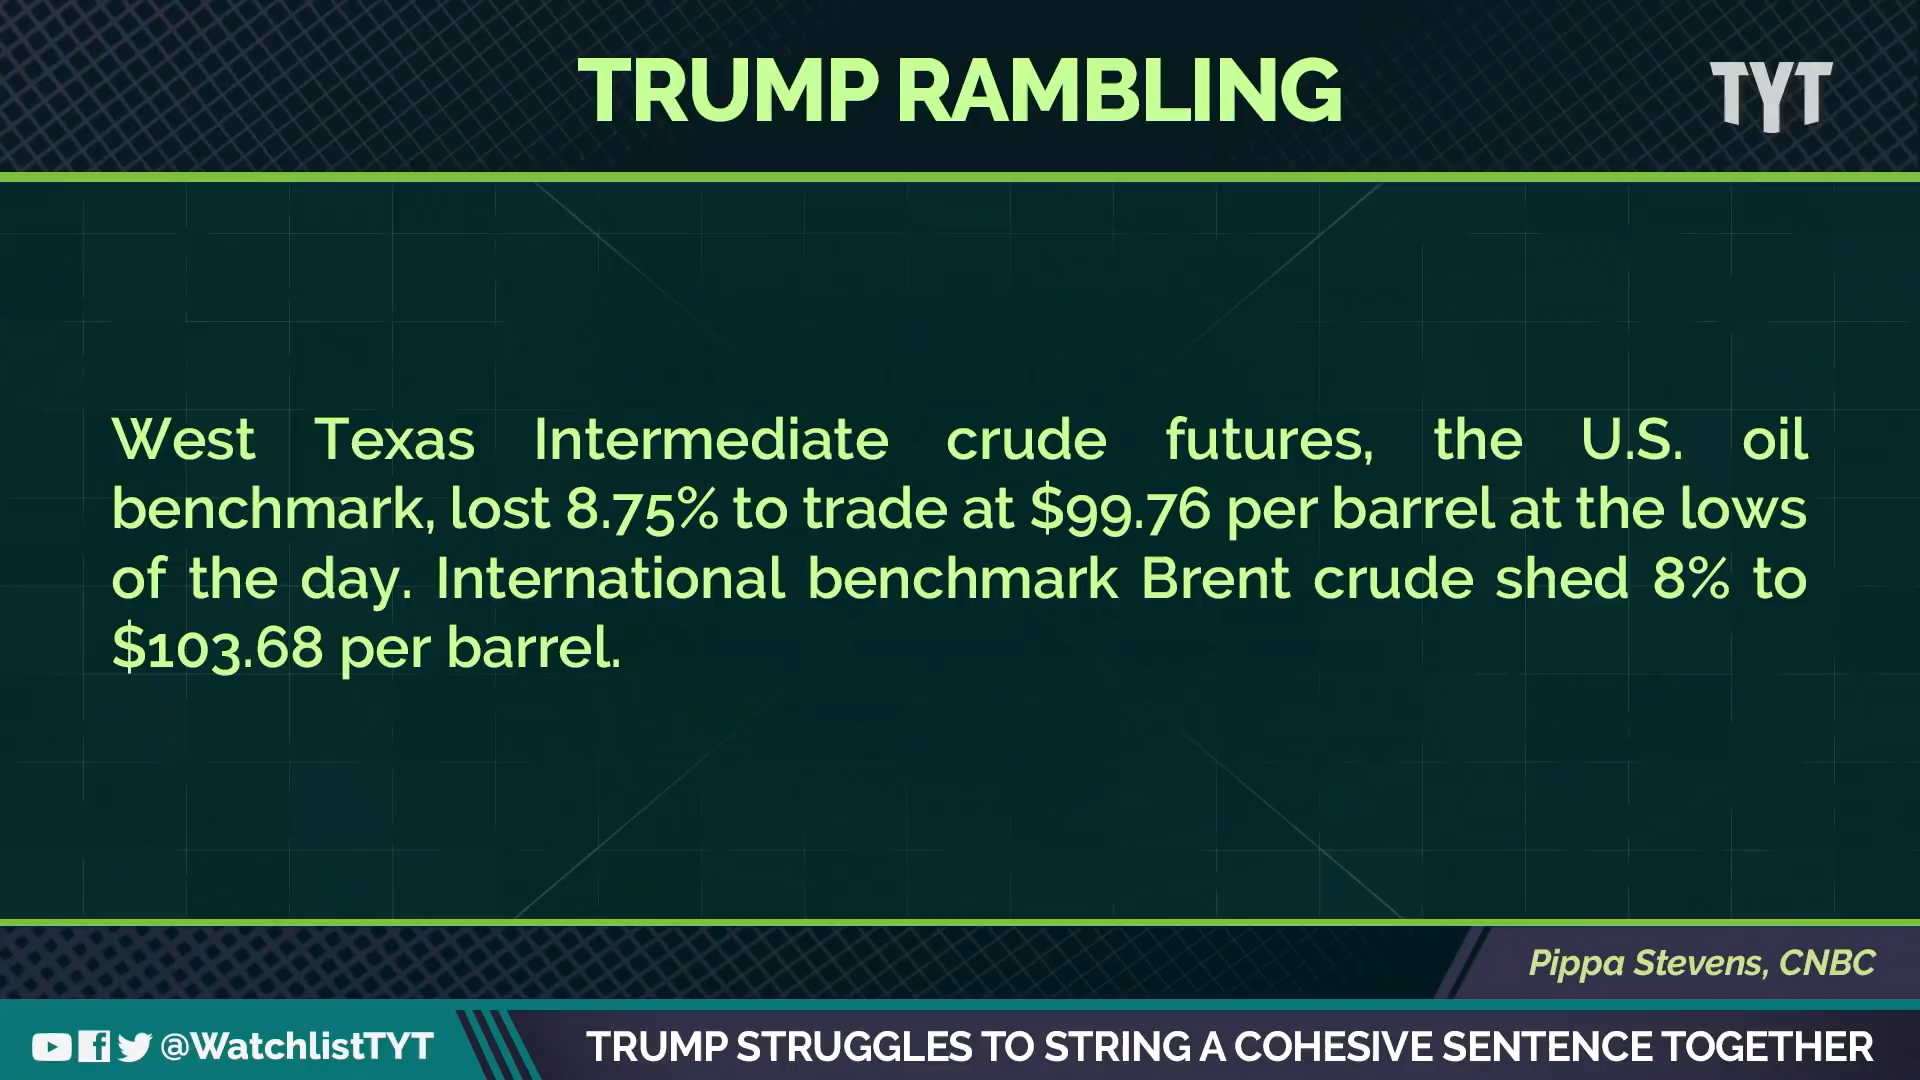 TRUMP RAMBLING
TYT
West Texas Intermediate crude futures, the U.S. oil
benchmark, lost 8.75% to trade at $99.76 per barrel at the lows
of the day. International benchmark Brent crude shed 8% to
$103.68 per barrel.
Pippa Stevens, CNBC
@WatchlistTYT
TRUMP STRUGGLES TO STRING A COHESIVE SENTENCE TOGETHER